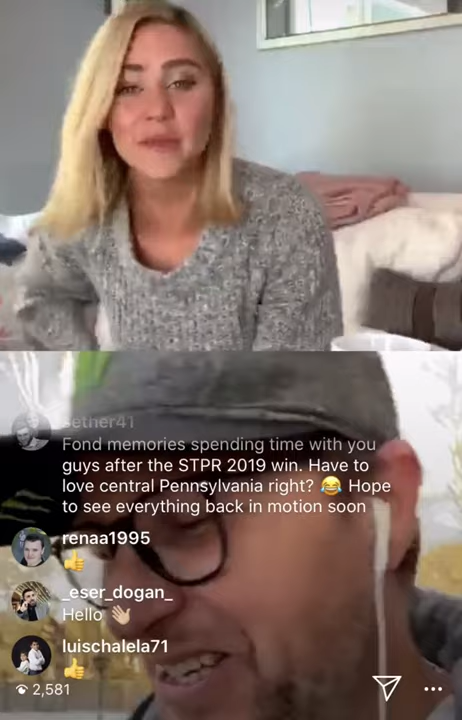 sether41
Fond memories spending time with you
guys after the STPR 2019 win. Have to
love central Pennsylvania right? 😂 Hope
to see everything back in motion soon
renaa1995
👍
_eser_dogan_
Hello 👋🏼
luischalela71
👍
2,581